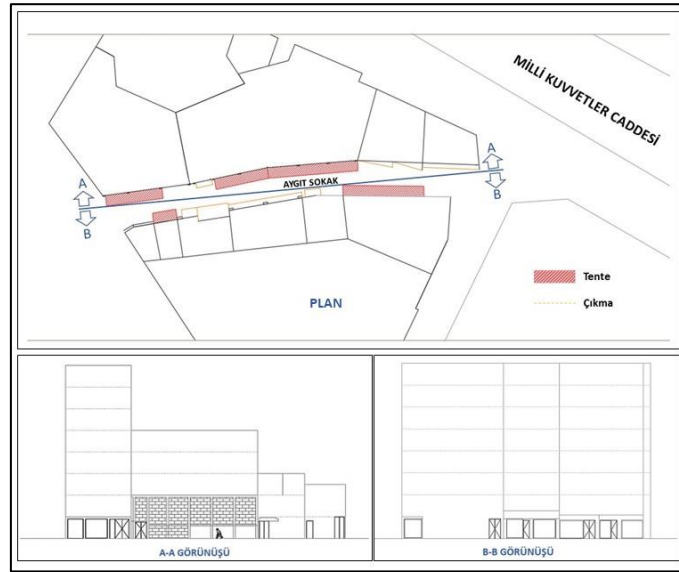 MİLLİ KUVVETLER CADDESİ
A
AYGIT SOKAK
A
B
B
Tente
Çıkma
PLAN
A-A GÖRÜNÜŞÜ
B-B GÖRÜNÜŞÜ